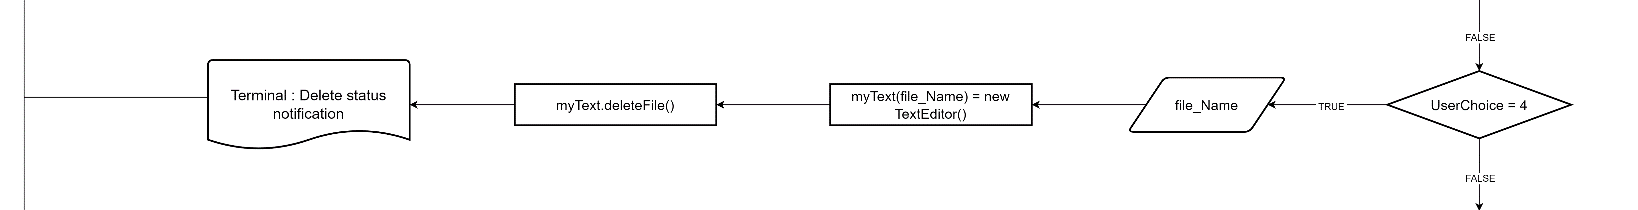 FALSE
Terminal : Delete status
notification
myText.deleteFile()
myText(file_Name) = new
TextEditor()
file_Name
TRUE
UserChoice = 4
FALSE